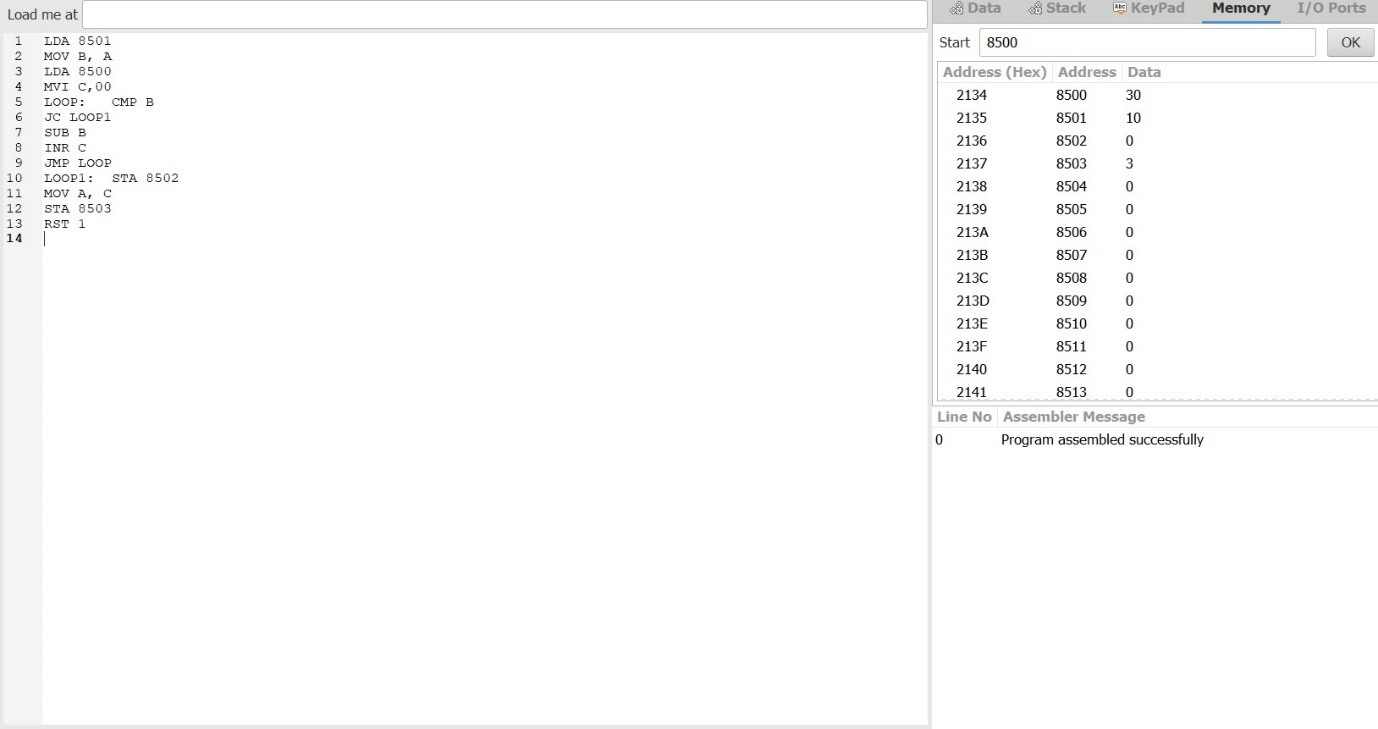 Load me at
1 LDA 8501
2 MOV B, A
3 LDA 8500
4 MVI C,00
5 LOOP: CMP B
6 JC LOOP1
7 SUB B
8 INR C
9 JMP LOOP
10 LOOP1: STA 8502
11 MOV A, C
12 STA 8503
13 RST 1
14
Data Stack KeyPad Memory I/O Ports
Start 8500 OK
Address (Hex) Address Data
2134 8500 30
2135 8501 10
2136 8502 0
2137 8503 3
2138 8504 0
2139 8505 0
213A 8506 0
213B 8507 0
213C 8508 0
213D 8509 0
213E 8510 0
213F 8511 0
2140 8512 0
2141 8513 0
Line No Assembler Message
0 Program assembled successfully